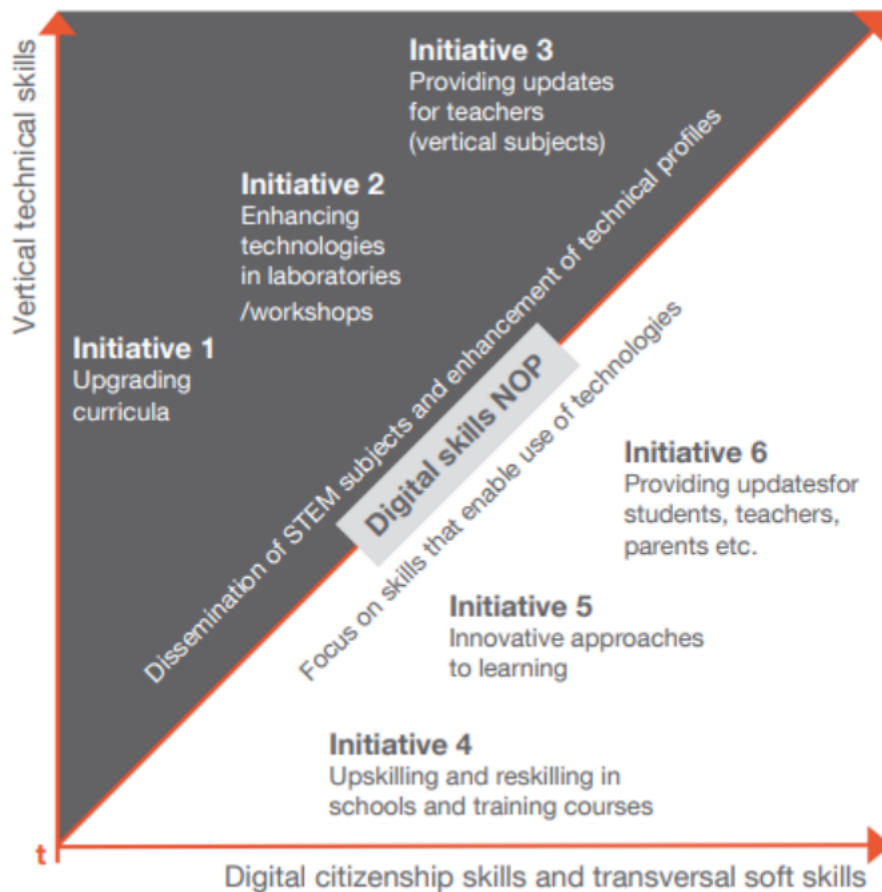 Vertical technical skills
Initiative 3
Providing updates
for teachers
(vertical subjects)
Initiative 2
Enhancing
technologies
in laboratories
/workshops
Initiative 1
Upgrading
curricula
Dissemination of STEM subjects and enhancement of technical profiles
Digital skills NOP
Focus on skills that enable use of technologies
Initiative 6
Providing updatesfor
students, teachers,
parents etc.
Initiative 5
Innovative approaches
to learning
Initiative 4
Upskilling and reskilling in
schools and training courses
t
Digital citizenship skills and transversal soft skills